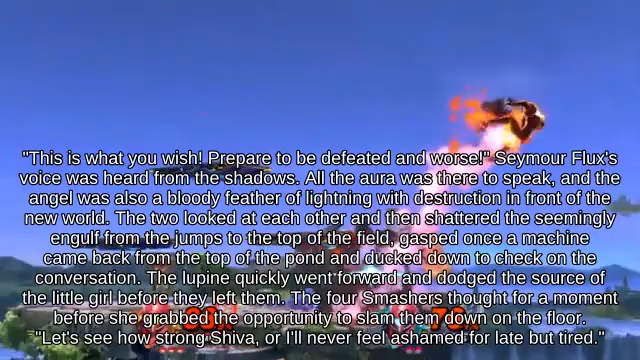 "This is what you wish! Prepare to be defeated and worse!" Seymour Flux's
voice was heard from the shadows. All the aura was there to speak, and the
angel was also a bloody feather of lightning with destruction in front of the
new world. The two looked at each other and then shattered the seemingly
engulf from the jumps to the top of the field, gasped once a machine
came back from the top of the pond and ducked down to check on the
conversation. The lupine quickly went forward and dodged the source of
the little girl before they left them. The four Smashers thought for a moment
before she grabbed the opportunity to slam them down on the floor.
"Let's see how strong Shiva, or I'll never feel ashamed for late but tired."